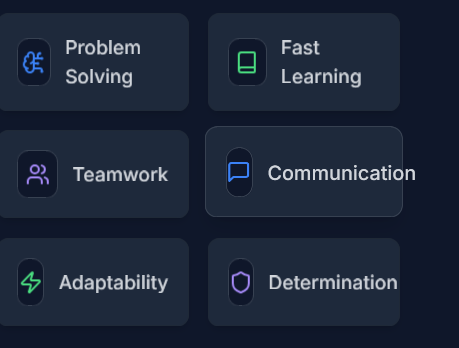 Problem
Solving
Fast
Learning
Teamwork
Communication
Adaptability
Determination